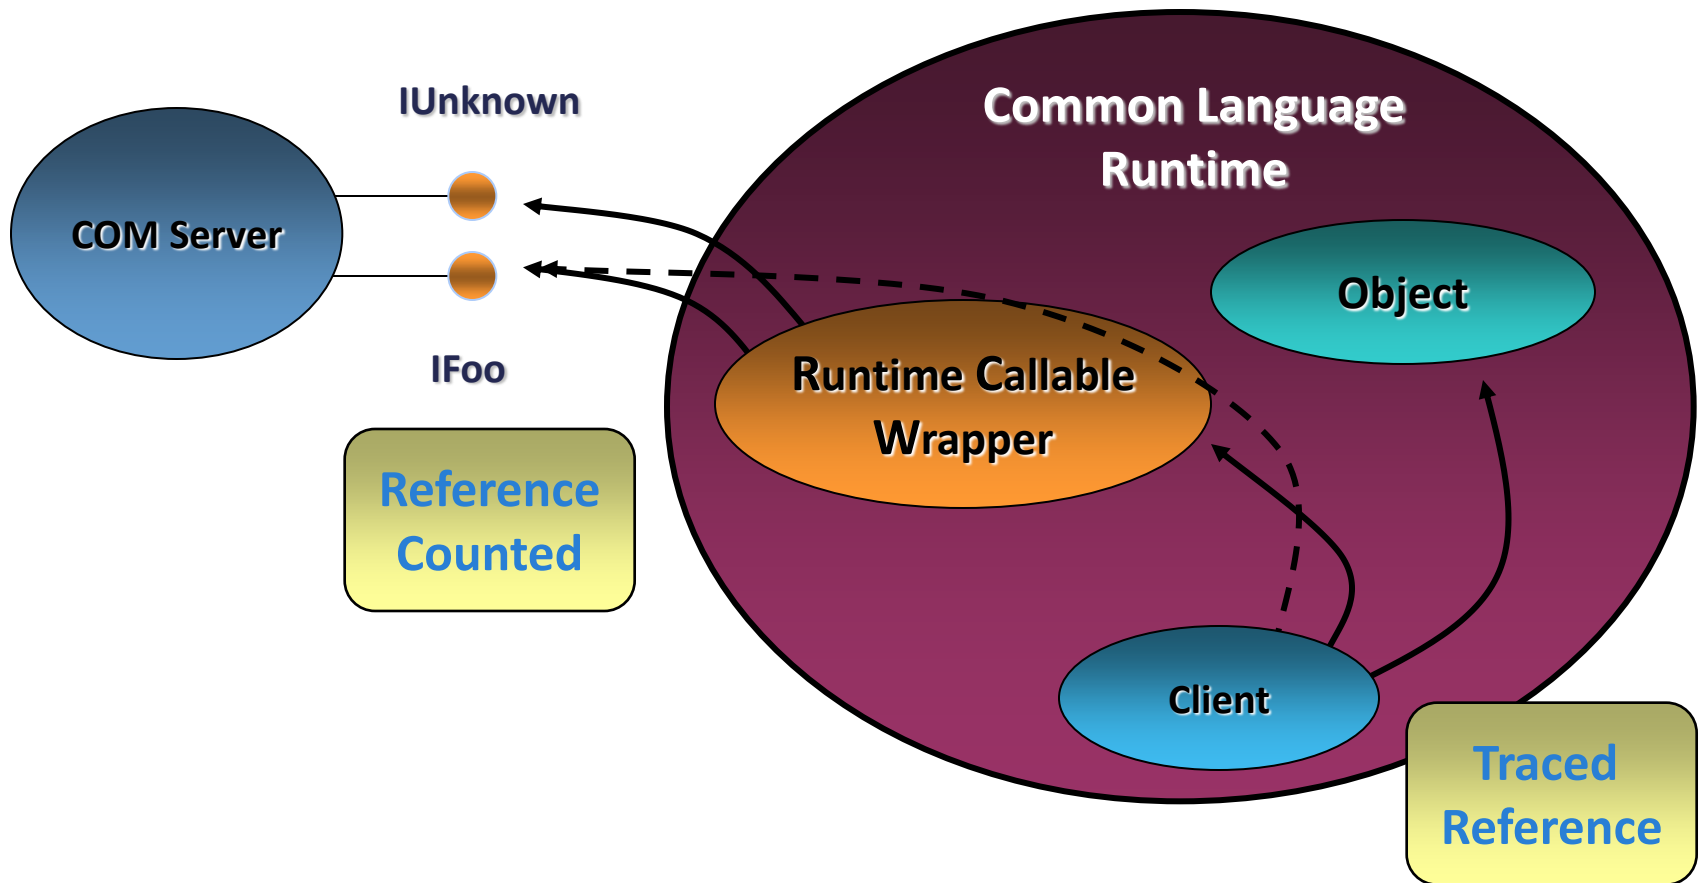 IUnknown
Common Language
Runtime
COM Server
Object
IFoo
Runtime Callable
Wrapper
Reference
Counted
Client
Traced
Reference